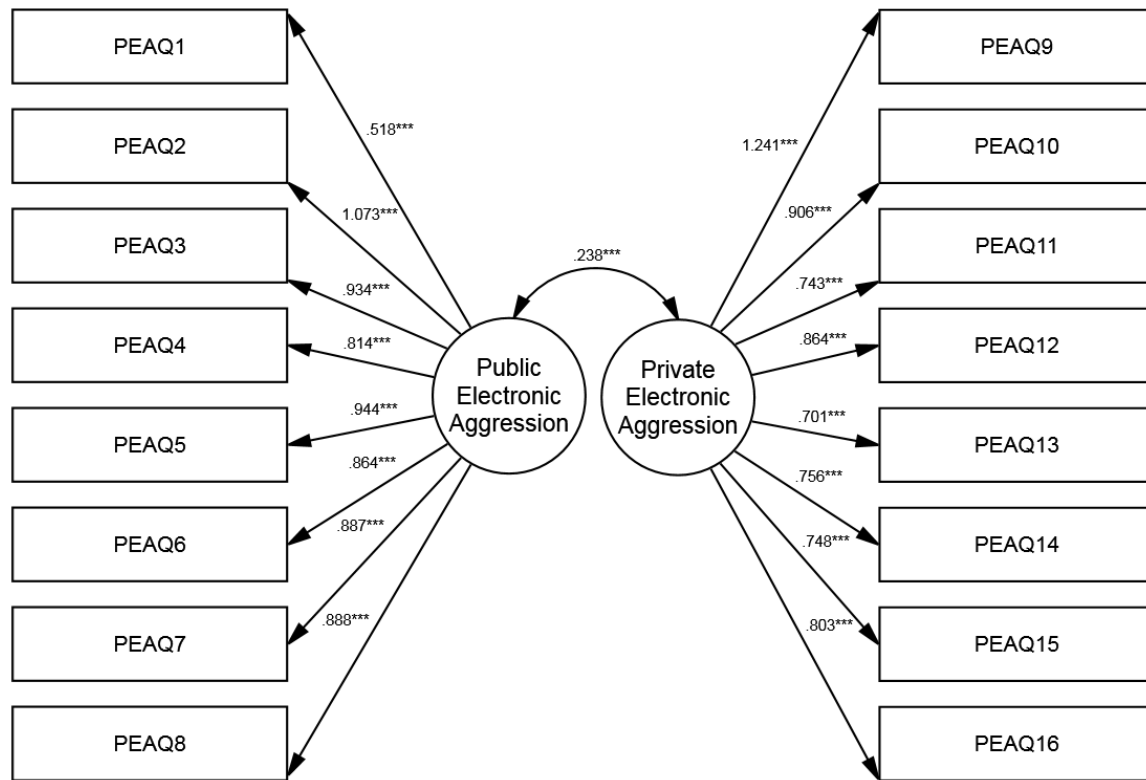 PEAQ1
PEAQ2
PEAQ3
PEAQ4
PEAQ5
PEAQ6
PEAQ7
PEAQ8
.518***
1.073***
.934***
.814***
.944***
.864***
.887***
.888***
Public
Electronic
Aggression
.238***
Private
Electronic
Aggression
1.241***
.906***
.743***
.864***
.701***
.756***
.748***
.803***
PEAQ9
PEAQ10
PEAQ11
PEAQ12
PEAQ13
PEAQ14
PEAQ15
PEAQ16